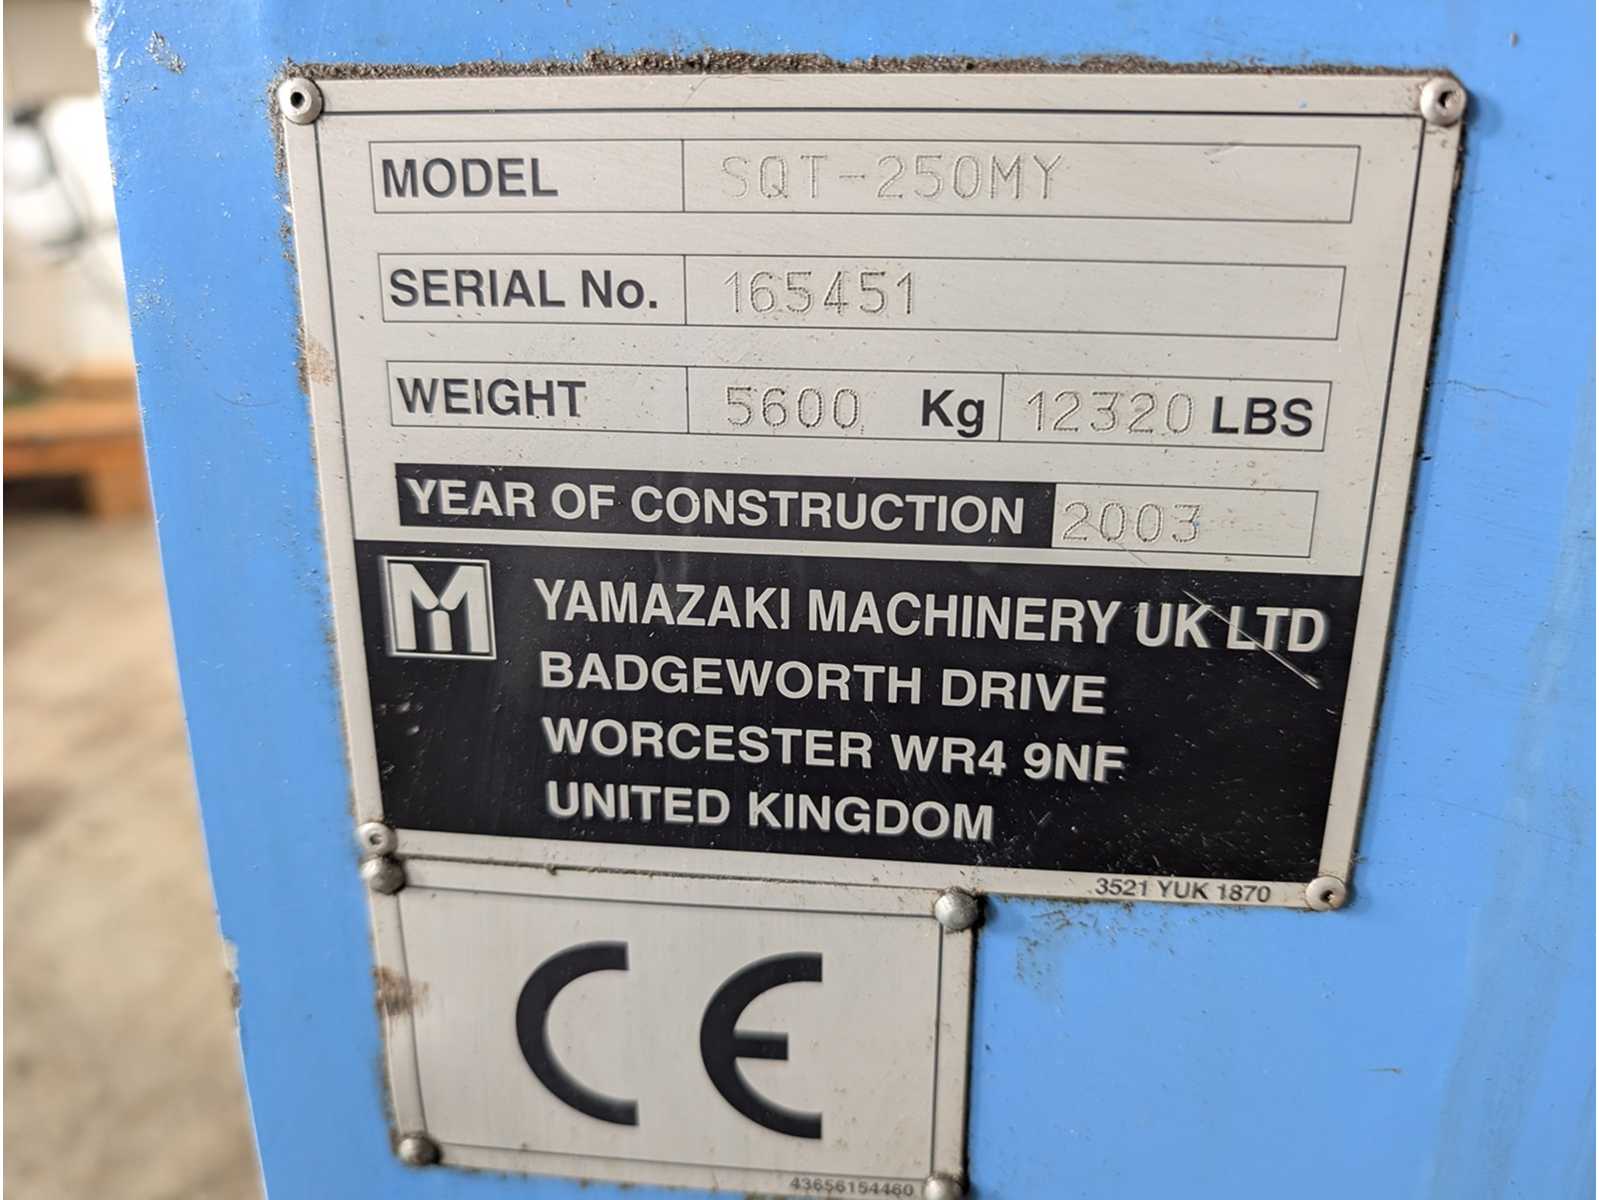 MODEL SQT-250MY
SERIAL No. 165451
WEIGHT 5600 Kg 12320 LBS
YEAR OF CONSTRUCTION 2003
M YAMAZAKI MACHINERY UK LTD
BADGEWORTH DRIVE
WORCESTER WR4 9NF
UNITED KINGDOM
3521 YUK 1870
CE
43656154460